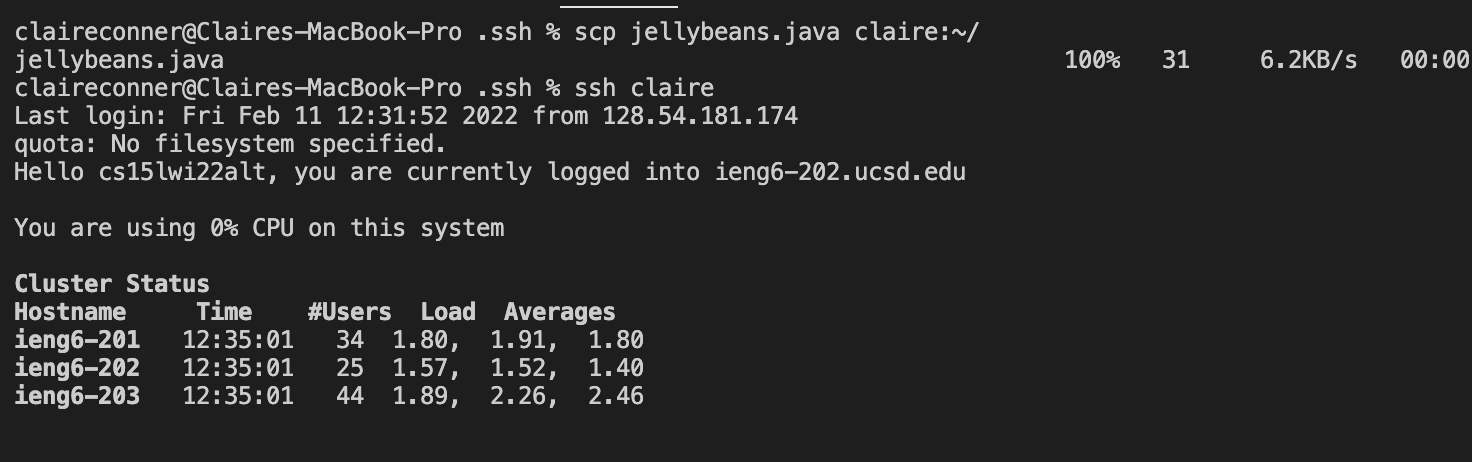 claireconner@Claires-MacBook-Pro .ssh % scp jellybeans.java claire:~/
jellybeans.java                                                            100%   31     6.2KB/s   00:00
claireconner@Claires-MacBook-Pro .ssh % ssh claire
Last login: Fri Feb 11 12:31:52 2022 from 128.54.181.174
quota: No filesystem specified.
Hello cs15lwi22alt, you are currently logged into ieng6-202.ucsd.edu
You are using 0% CPU on this system
Cluster Status
Hostname     Time    #Users  Load  Averages
ieng6-201   12:35:01   34  1.80,  1.91,  1.80
ieng6-202   12:35:01   25  1.57,  1.52,  1.40
ieng6-203   12:35:01   44  1.89,  2.26,  2.46